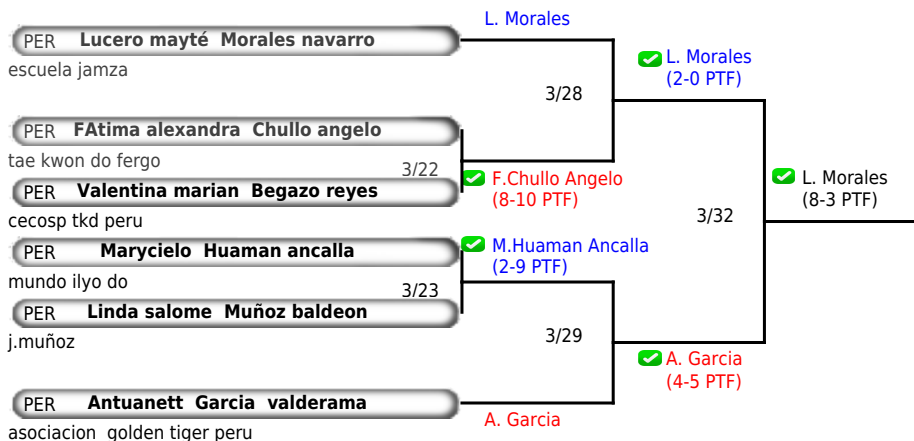 L. Morales
PER Lucero mayté Morales navarro
escuela jamza
L. Morales
(2-0 PTF)
3/28
PER FAtima alexandra Chullo angelo
tae kwon do fergo
3/22
F.Chullo Angelo
(8-10 PTF)
PER Valentina marian Begazo reyes
cecosp tkd peru
L. Morales
(8-3 PTF)
3/32
PER Marycielo Huaman ancalla
mundo ilyo do
M.Huaman Ancalla
(2-9 PTF)
3/23
PER Linda salome Muñoz baldeon
j.muñoz
3/29
A. Garcia
(4-5 PTF)
PER Antuanett Garcia valderama
asociacion golden tiger peru
A. Garcia